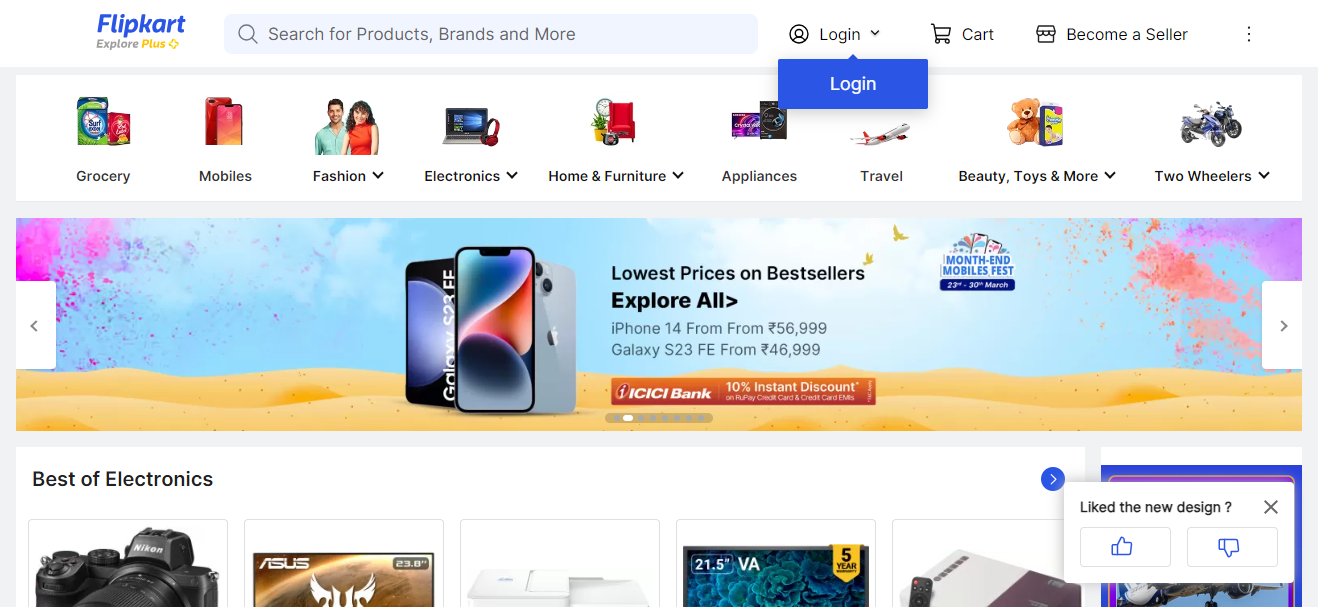 Flipkart
Explore Plus
Search for Products, Brands and More
Login
Cart
Become a Seller
Login
Surf excel
Grocery
Mobiles
Fashion
Electronics
Home & Furniture
Appliances
Travel
Beauty, Toys & More
Two Wheelers
Galaxy S23 FE
Lowest Prices on Bestsellers
Explore All>
iPhone 14 From From ₹56,999
Galaxy S23 FE From ₹46,999
ICICI Bank
10% Instant Discount*
on RuPay Credit Card & Credit Card EMIs
MONTH-END
MOBILES FEST
23rd - 30th March
Best of Electronics
Liked the new design ?
Nikon
ASUS
23.8"
21.5" VA
5
YEAR
WARRANTY